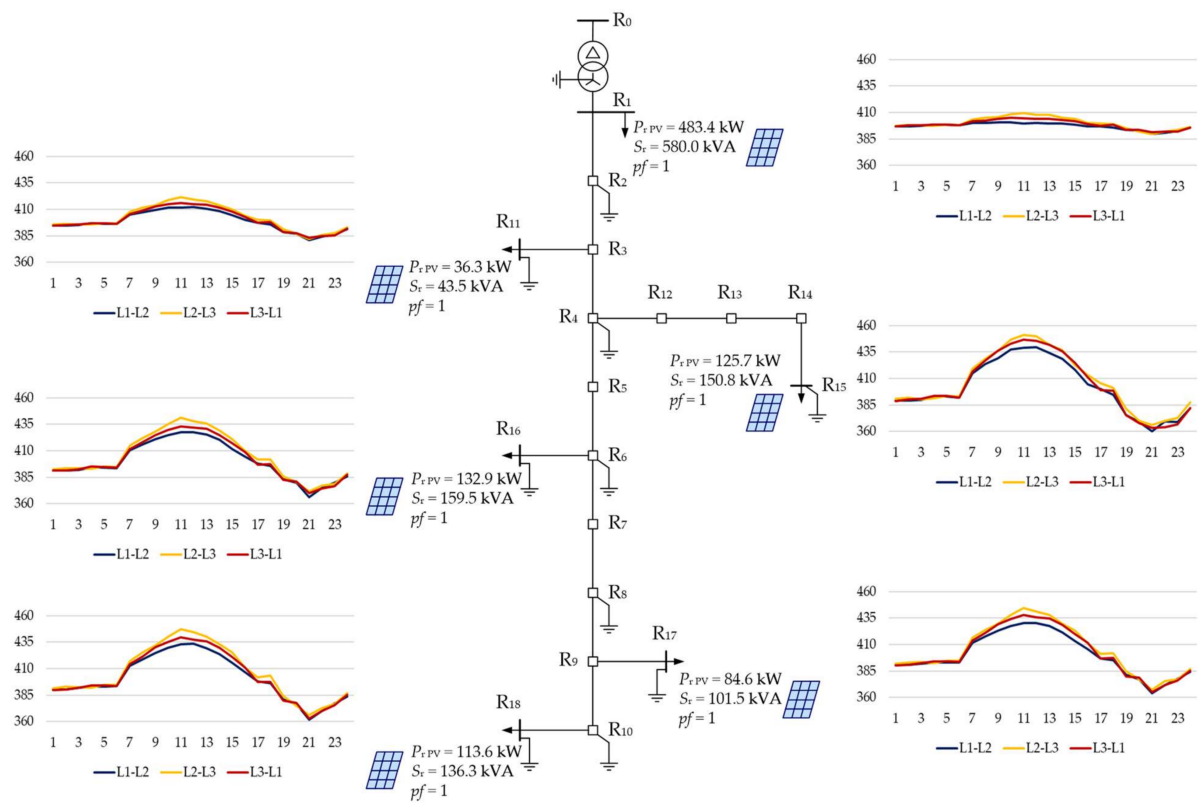 R0
R1
Pr PV = 483.4 kW
Sr = 580.0 kVA
pf = 1
R2
R11
R3
Pr PV = 36.3 kW
Sr = 43.5 kVA
pf = 1
R4
R12
R13
R14
Pr PV = 125.7 kW
Sr = 150.8 kVA
pf = 1
R15
R5
R16
R6
Pr PV = 132.9 kW
Sr = 159.5 kVA
pf = 1
R7
R8
R17
R9
Pr PV = 84.6 kW
Sr = 101.5 kVA
pf = 1
R18
R10
Pr PV = 113.6 kW
Sr = 136.3 kVA
pf = 1
460
435
410
385
360
1 3 5 7 9 11 13 15 17 19 21 23
L1-L2 L2-L3 L3-L1
460
435
410
385
360
1 3 5 7 9 11 13 15 17 19 21 23
L1-L2 L2-L3 L3-L1
460
435
410
385
360
1 3 5 7 9 11 13 15 17 19 21 23
L1-L2 L2-L3 L3-L1
460
435
410
385
360
1 3 5 7 9 11 13 15 17 19 21 23
L1-L2 L2-L3 L3-L1
460
435
410
385
360
1 3 5 7 9 11 13 15 17 19 21 23
L1-L2 L2-L3 L3-L1
460
435
410
385
360
1 3 5 7 9 11 13 15 17 19 21 23
L1-L2 L2-L3 L3-L1